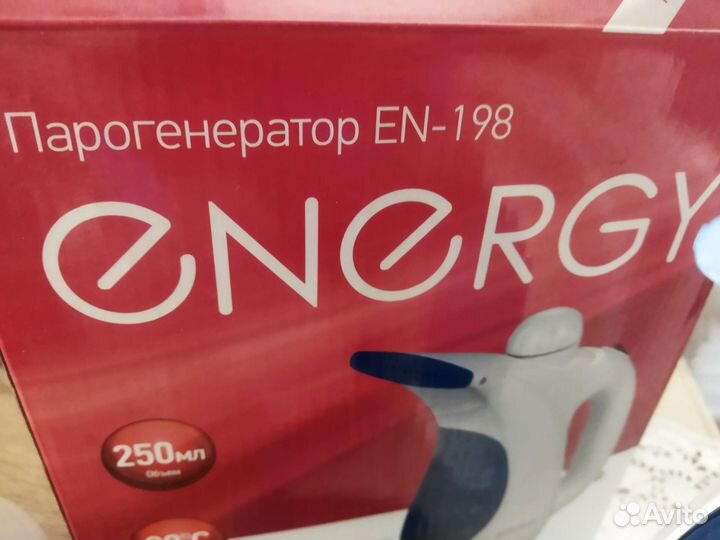 Парогенератор EN-198
eNeRGY
250мл
Объем
Avito